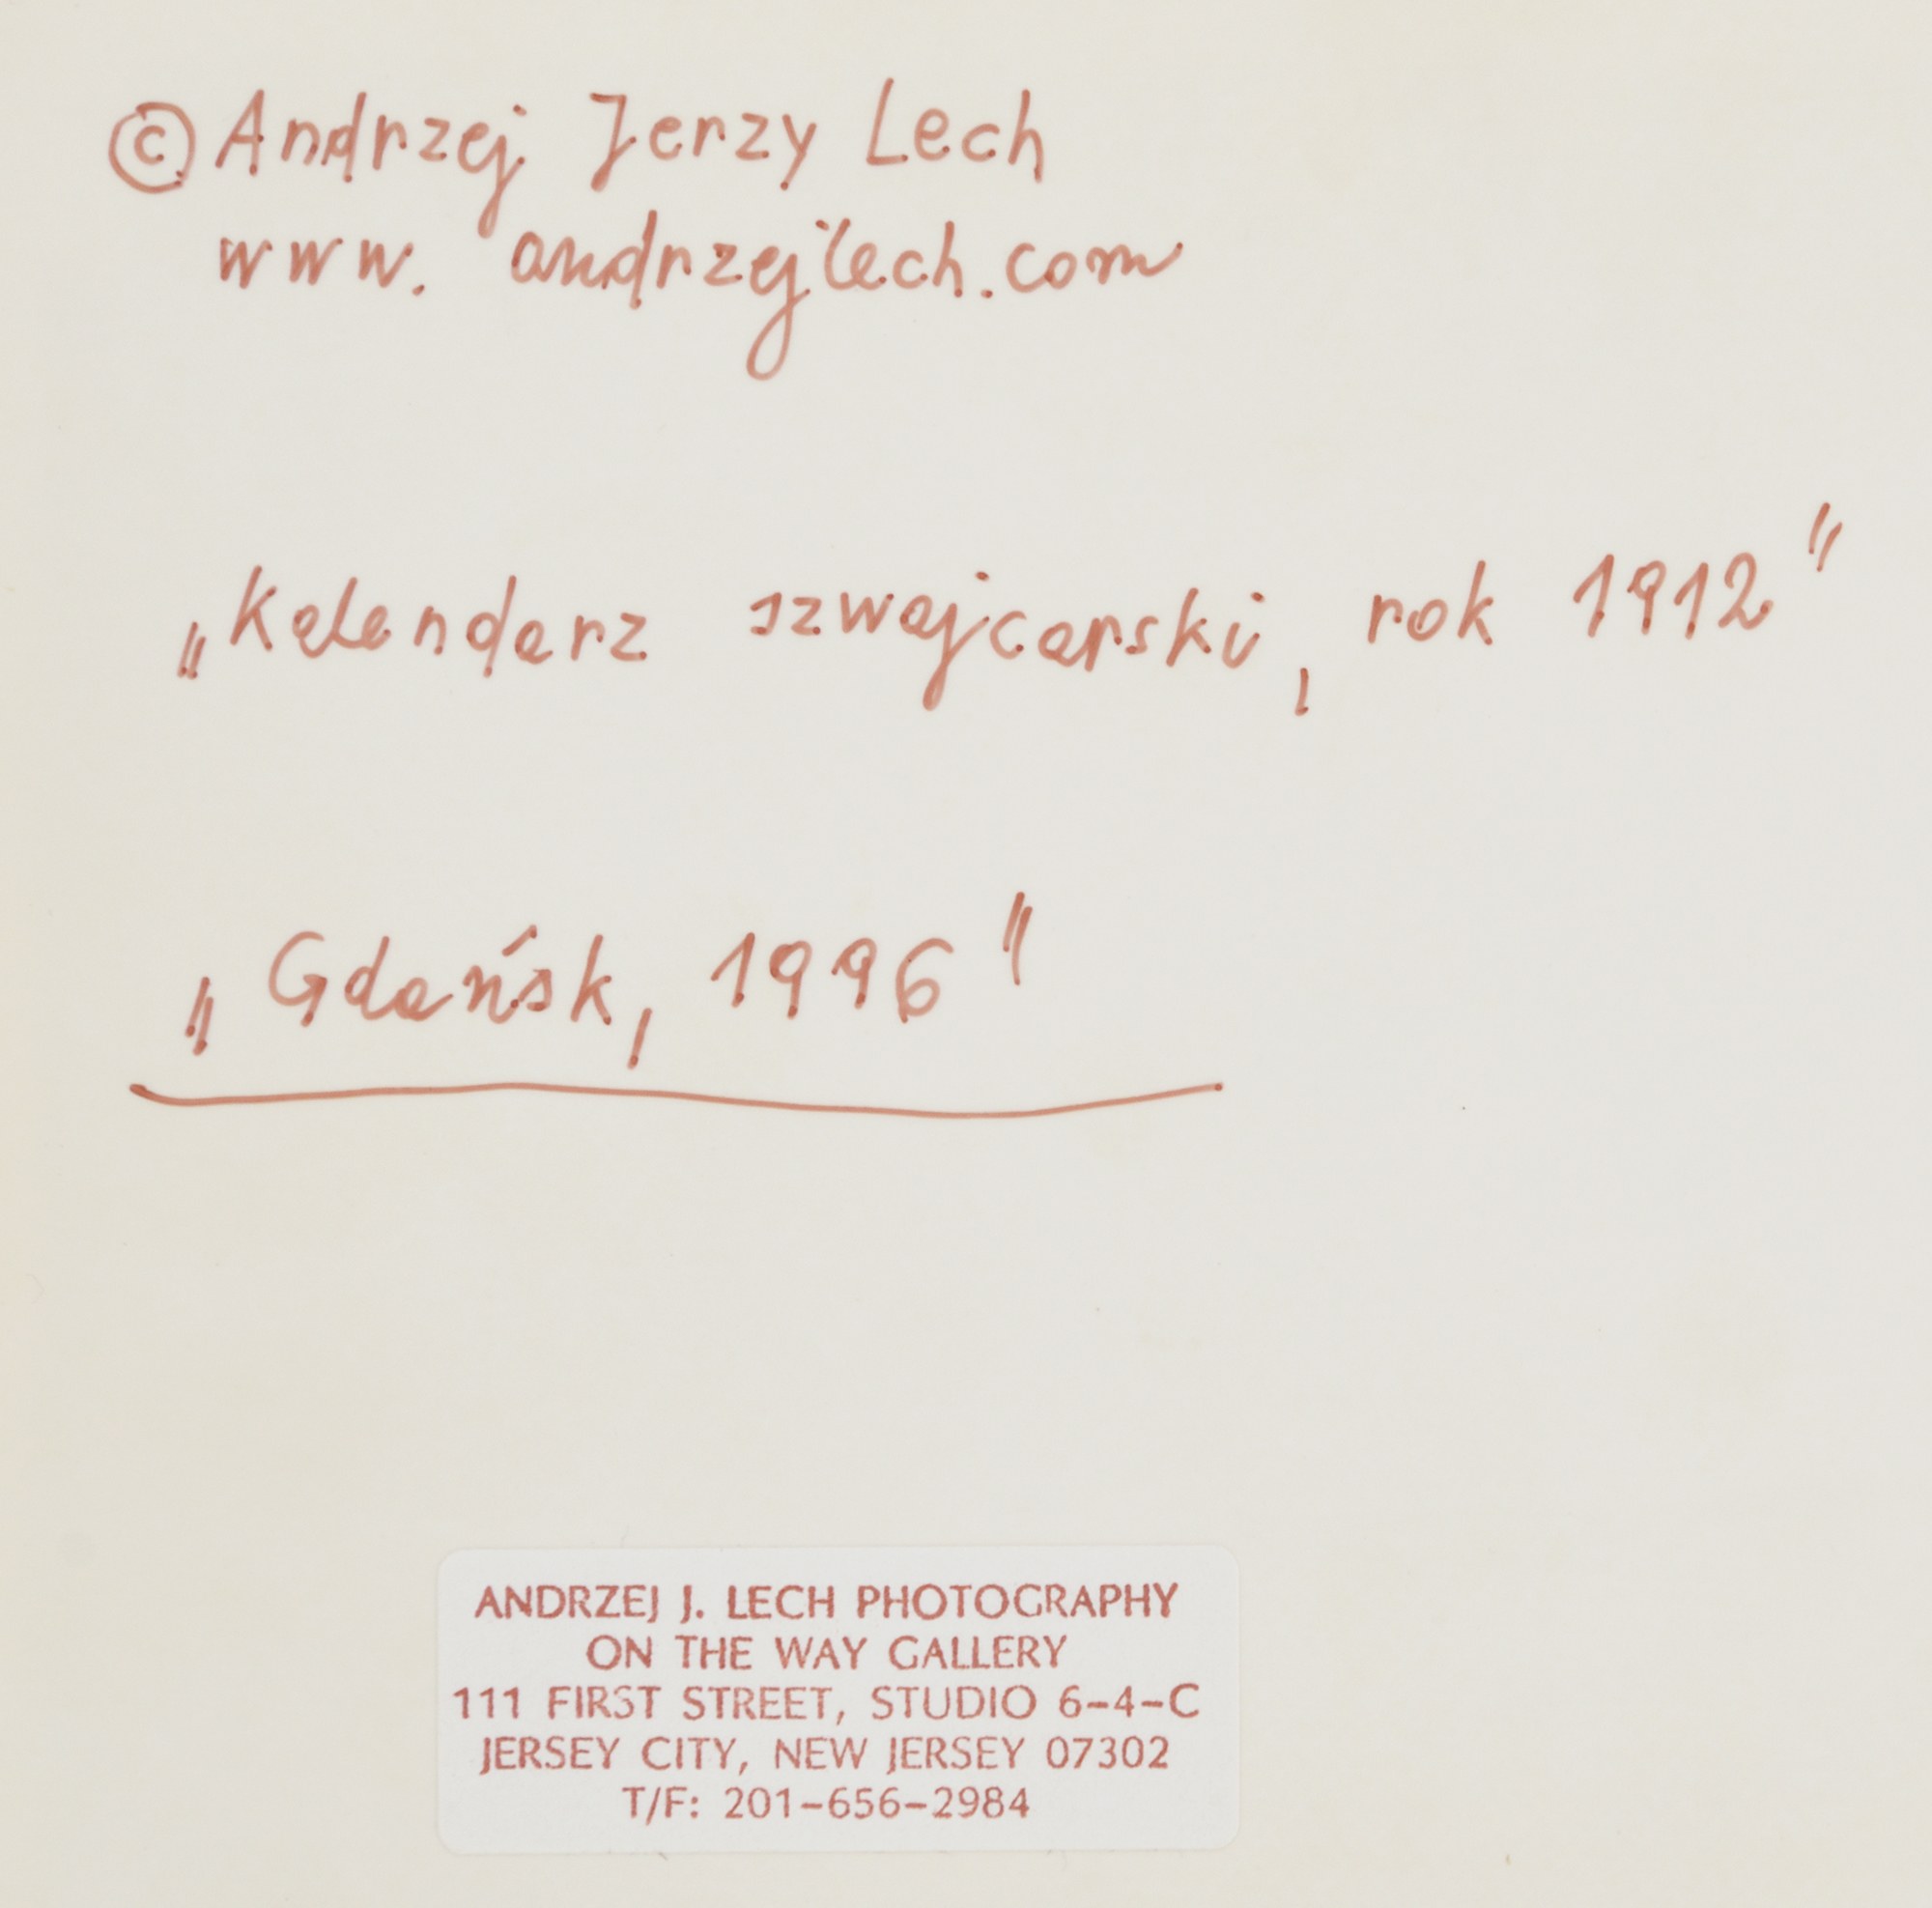 © Andrzej Jerzy Lech
www. andrzejlech.com
„Kalendarz szwajcarski, rok 1912"
„Gdańsk, 1996"
ANDRZEJ J. LECH PHOTOGRAPHY
ON THE WAY GALLERY
111 FIRST STREET, STUDIO 6-4-C
JERSEY CITY, NEW JERSEY 07302
T/F: 201-656-2984